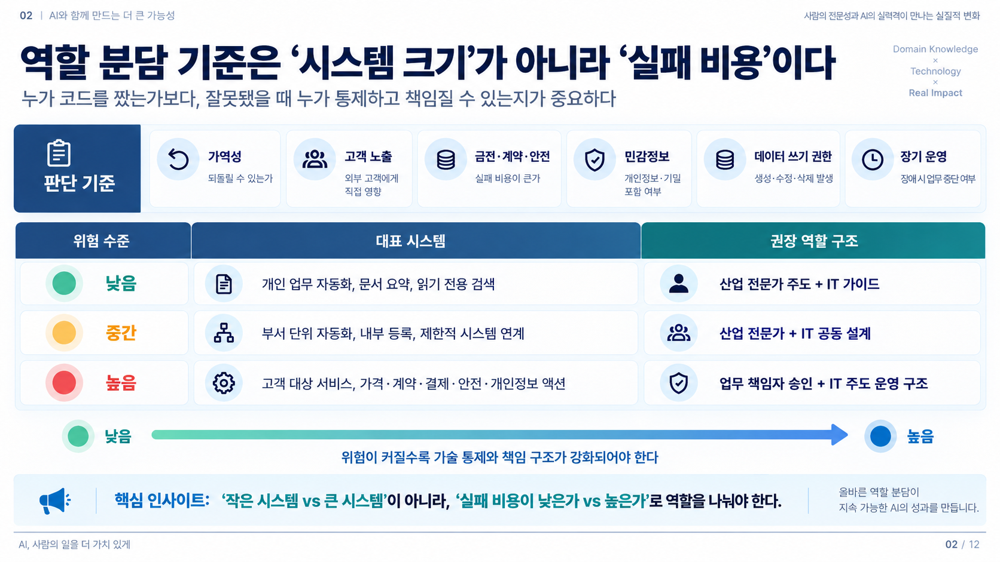 02 | AI와 함께 만드는 더 큰 가능성
사람의 전문성과 AI의 실력격이 만나는 실질적 변화
역할 분담 기준은 ‘시스템 크기’가 아니라 ‘실패 비용’이다
누가 코드를 짰는가보다, 잘못됐을 때 누가 통제하고 책임질 수 있는지가 중요하다
Domain Knowledge
×
Technology
×
Real Impact
판단 기준
가역성
되돌릴 수 있는가
고객 노출
외부 고객에게
직접 영향
금전·계약·안전
실패 비용이 큰가
민감정보
개인정보·기밀
포함 여부
데이터 쓰기 권한
생성·수정·삭제 발생
장기 운영
장애 시 업무 중단 여부
위험 수준
대표 시스템
권장 역할 구조
낮음
개인 업무 자동화, 문서 요약, 읽기 전용 검색
산업 전문가 주도 + IT 가이드
중간
부서 단위 자동화, 내부 등록, 제한적 시스템 연계
산업 전문가 + IT 공동 설계
높음
고객 대상 서비스, 가격·계약·결제·안전·개인정보 액션
업무 책임자 승인 + IT 주도 운영 구조
낮음
높음
위험이 커질수록 가술 통제와 책임 구조가 강화되어야 한다
핵심 인사이트: ‘작은 시스템 vs 큰 시스템’이 아니라, ‘실패 비용이 낮은가 vs 높은가’로 역할을 나눠야 한다.
올바른 역할 분담이
지속 가능한 AI의 성과를 만듭니다.
AI, 사람의 일을 더 가치 있게
02 / 12